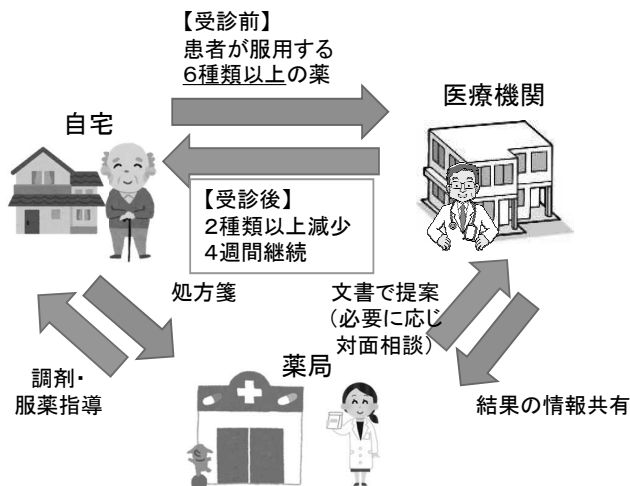 【受診前】
患者が服用する
6種類以上の薬
医療機関
自宅
【受診後】
2種類以上減少
4週間継続
処方箋
文書で提案
（必要に応じ
対面相談）
薬局
調剤・
服薬指導
結果の情報共有